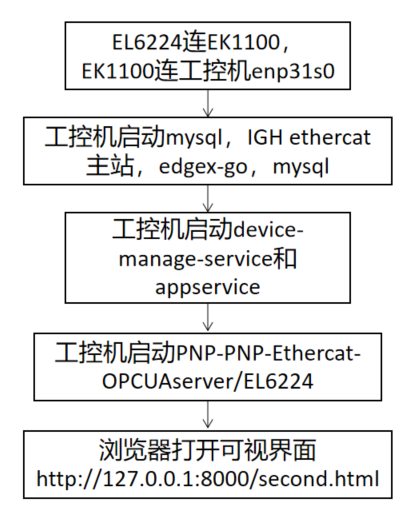 EL6224连EK1100，
EK1100连工控机enp31s0
工控机启动mysql，IGH ethercat
主站，edgex-go，mysql
工控机启动device-
manage-service和
appservice
工控机启动PNP-PNP-Ethercat-
OPCUAserver/EL6224
浏览器打开可视界面
http://127.0.0.1:8000/second.html